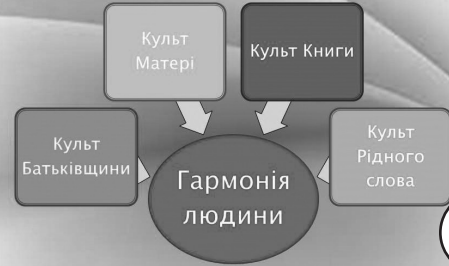 Культ
Матері
Культ Книги
Культ
Батьківщини
Культ
Рідного
слова
Гармонія
людини